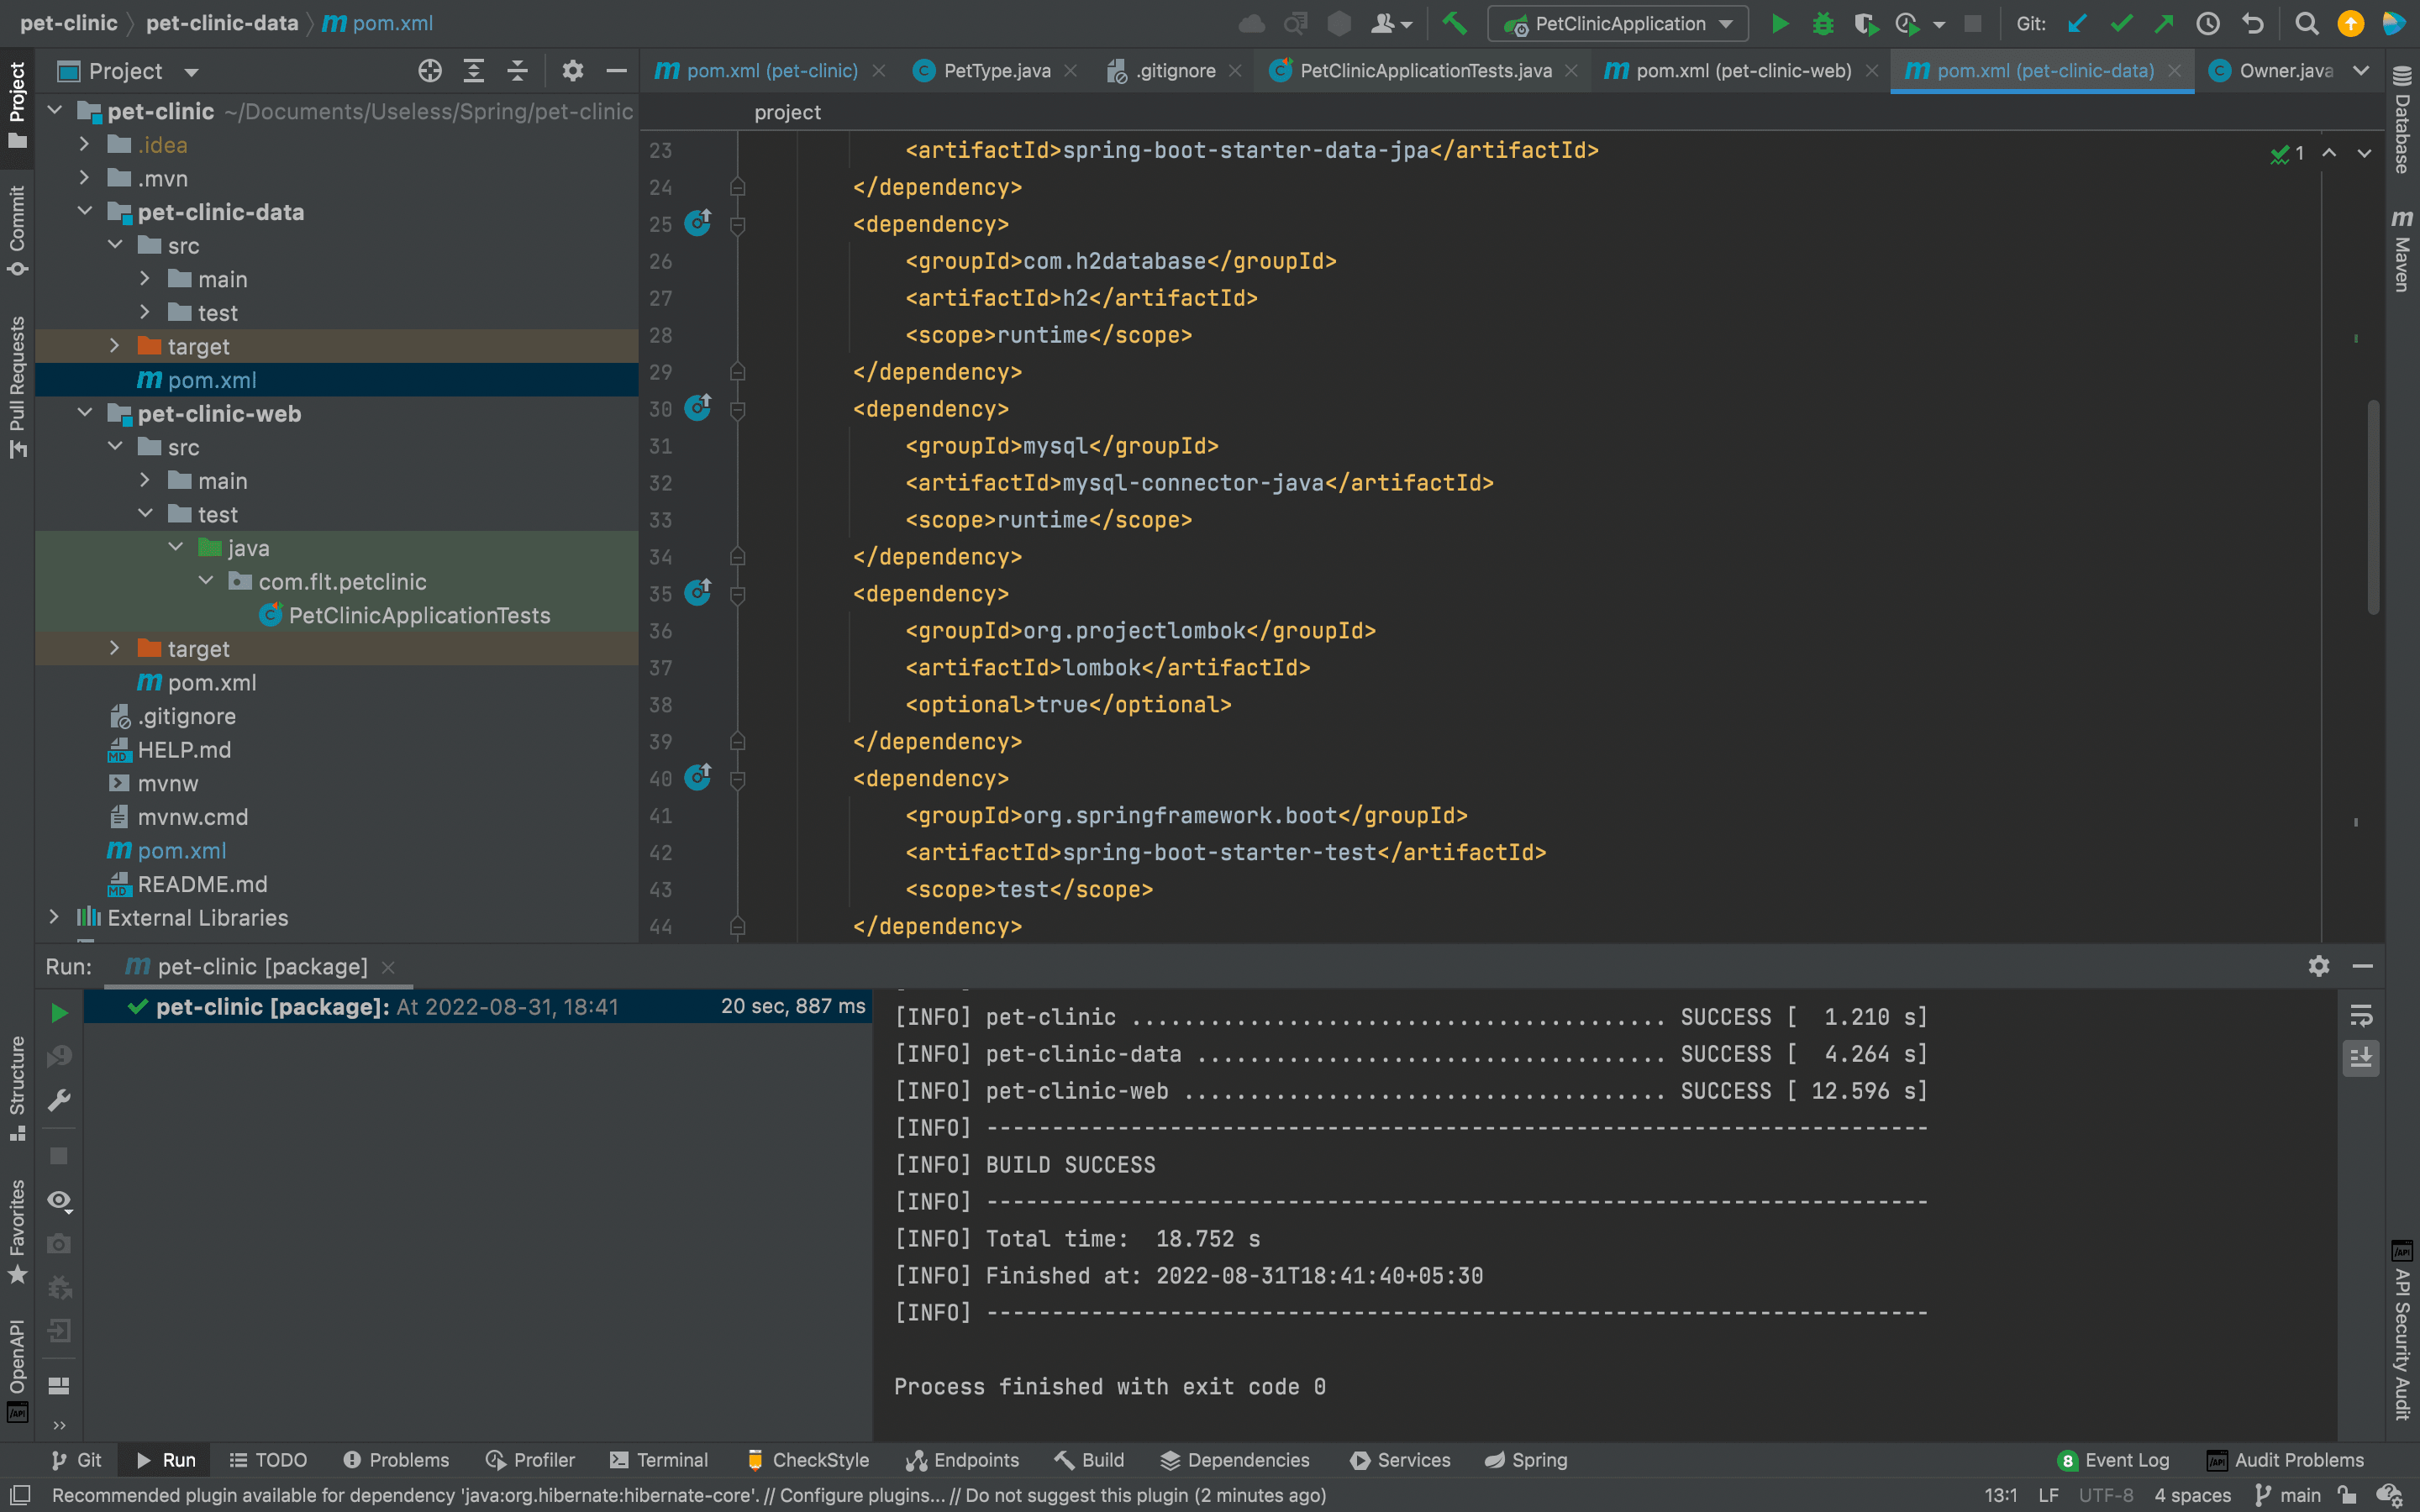 pet-clinic pet-clinic-data pom.xml
PetClinicApplication
Git:
Project
pom.xml (pet-clinic)
PetType.java
.gitignore
PetClinicApplicationTests.java
pom.xml (pet-clinic-web)
pom.xml (pet-clinic-data)
Owner.java
Project
Commit
Pull Requests
Structure
Favorites
OpenAPI
pet-clinic ~/Documents/Useless/Spring/pet-clinic
.idea
.mvn
pet-clinic-data
src
main
test
target
pom.xml
pet-clinic-web
src
main
test
java
com.flt.petclinic
PetClinicApplicationTests
target
pom.xml
.gitignore
HELP.md
mvnw
mvnw.cmd
pom.xml
README.md
External Libraries
project
1
23 <artifactId>spring-boot-starter-data-jpa</artifactId>
24 </dependency>
25 <dependency>
26 <groupId>com.h2database</groupId>
27 <artifactId>h2</artifactId>
28 <scope>runtime</scope>
29 </dependency>
30 <dependency>
31 <groupId>mysql</groupId>
32 <artifactId>mysql-connector-java</artifactId>
33 <scope>runtime</scope>
34 </dependency>
35 <dependency>
36 <groupId>org.projectlombok</groupId>
37 <artifactId>lombok</artifactId>
38 <optional>true</optional>
39 </dependency>
40 <dependency>
41 <groupId>org.springframework.boot</groupId>
42 <artifactId>spring-boot-starter-test</artifactId>
43 <scope>test</scope>
44 </dependency>
Database
Maven
API Security Audit
Run: pet-clinic [package]
pet-clinic [package]: At 2022-08-31, 18:41 20 sec, 887 ms
[INFO] pet-clinic ......................................... SUCCESS [  1.210 s]
[INFO] pet-clinic-data .................................... SUCCESS [  4.264 s]
[INFO] pet-clinic-web ..................................... SUCCESS [ 12.596 s]
[INFO] ------------------------------------------------------------------------
[INFO] BUILD SUCCESS
[INFO] ------------------------------------------------------------------------
[INFO] Total time:  18.752 s
[INFO] Finished at: 2022-08-31T18:41:40+05:30
[INFO] ------------------------------------------------------------------------
Process finished with exit code 0
Git Run TODO Problems Profiler Terminal CheckStyle Endpoints Build Dependencies Services Spring 8 Event Log Audit Problems
Recommended plugin available for dependency 'java:org.hibernate:hibernate-core'. // Configure plugins... // Do not suggest this plugin (2 minutes ago) 13:1 LF UTF-8 4 spaces main